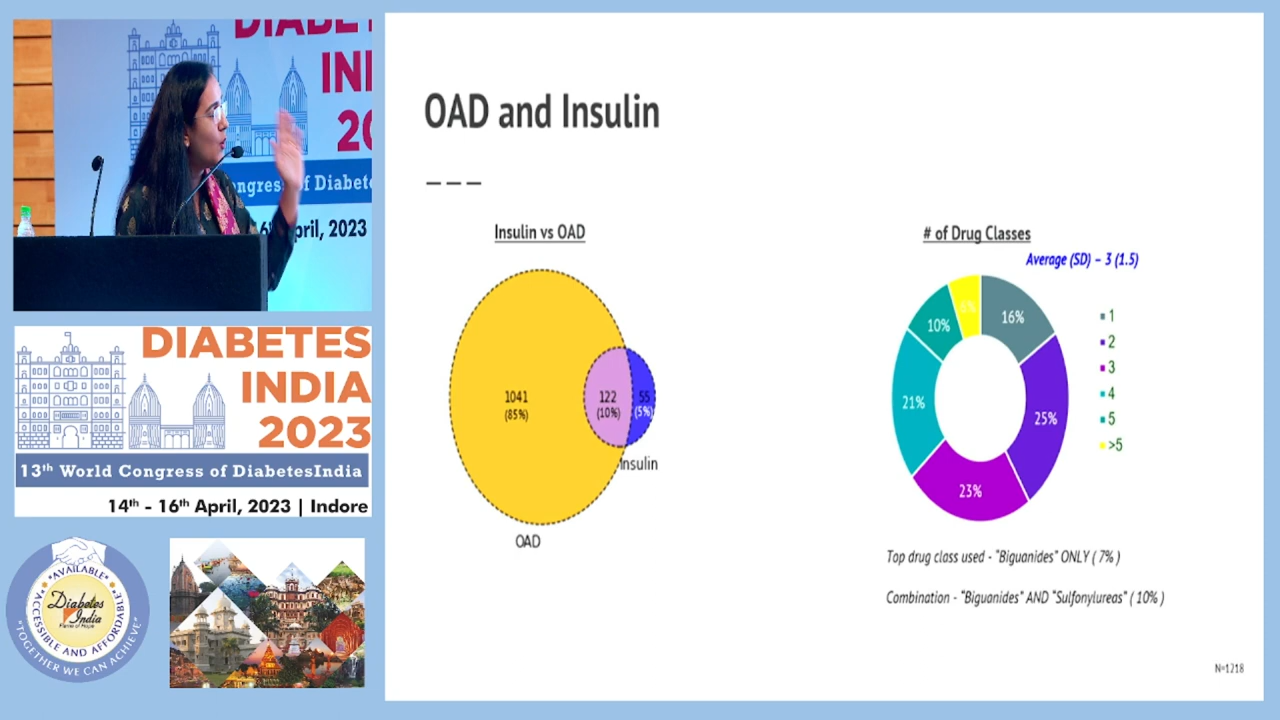 DIABET
IN
20
ngress of Diabete
6th April, 2023
DIABETES
INDIA
2023
13th World Congress of DiabetesIndia
14th - 16th April, 2023 | Indore
*AVAILABLE*
*ACCESSIBLE AND AFFORDABLE*
Diabetes
India
"TOGETHER WE CAN ACHIEVE"
OAD and Insulin
Insulin vs OAD
1041
(85%)
122
(10%)
55
(5%)
Insulin
OAD
# of Drug Classes
Average (SD) – 3 (1.5)
16%
25%
23%
21%
10%
1
2
3
4
5
>5
Top drug class used - "Biguanides" ONLY ( 7% )
Combination - "Biguanides" AND "Sulfonylureas" ( 10% )
N=1218